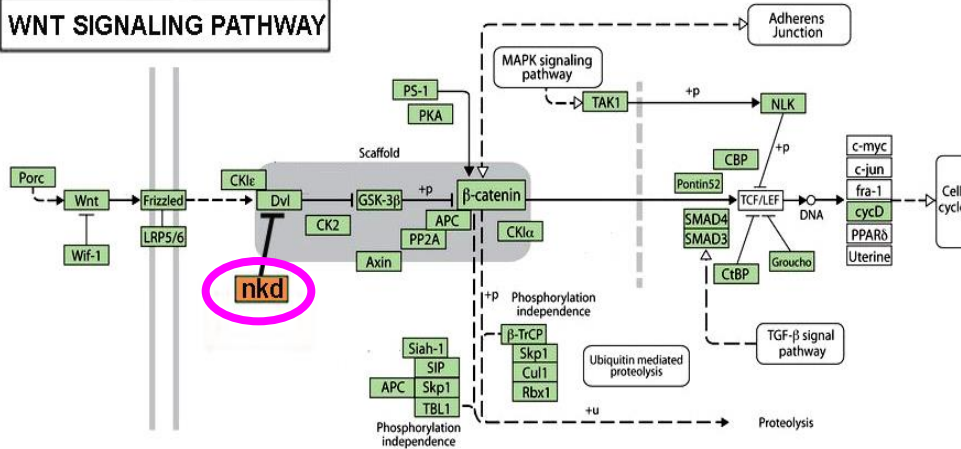 WNT SIGNALING PATHWAY
Adherens
Junction
MAPK signaling
pathway
PS-1
PKA
TAK1
+p
NLK
Scaffold
CBP
+p
c-myc
c-jun
fra-1
cycD
PPARδ
Uterine
Cell
cycle
Porc
Wnt
Wif-1
Frizzled
LRP5/6
CKIε
Dvl
CK2
GSK-3β
+p
β-catenin
APC
PP2A
Axin
CKIα
Pontin52
SMAD4
SMAD3
TCF/LEF
DNA
CtBP
Groucho
nkd
+p
Phosphorylation
independence
β-TrCP
Skp1
Cul1
Rbx1
Ubiquitin mediated
proteolysis
TGF-β signal
pathway
Siah-1
SIP
APC
Skp1
TBL1
Phosphorylation
independence
+u
Proteolysis